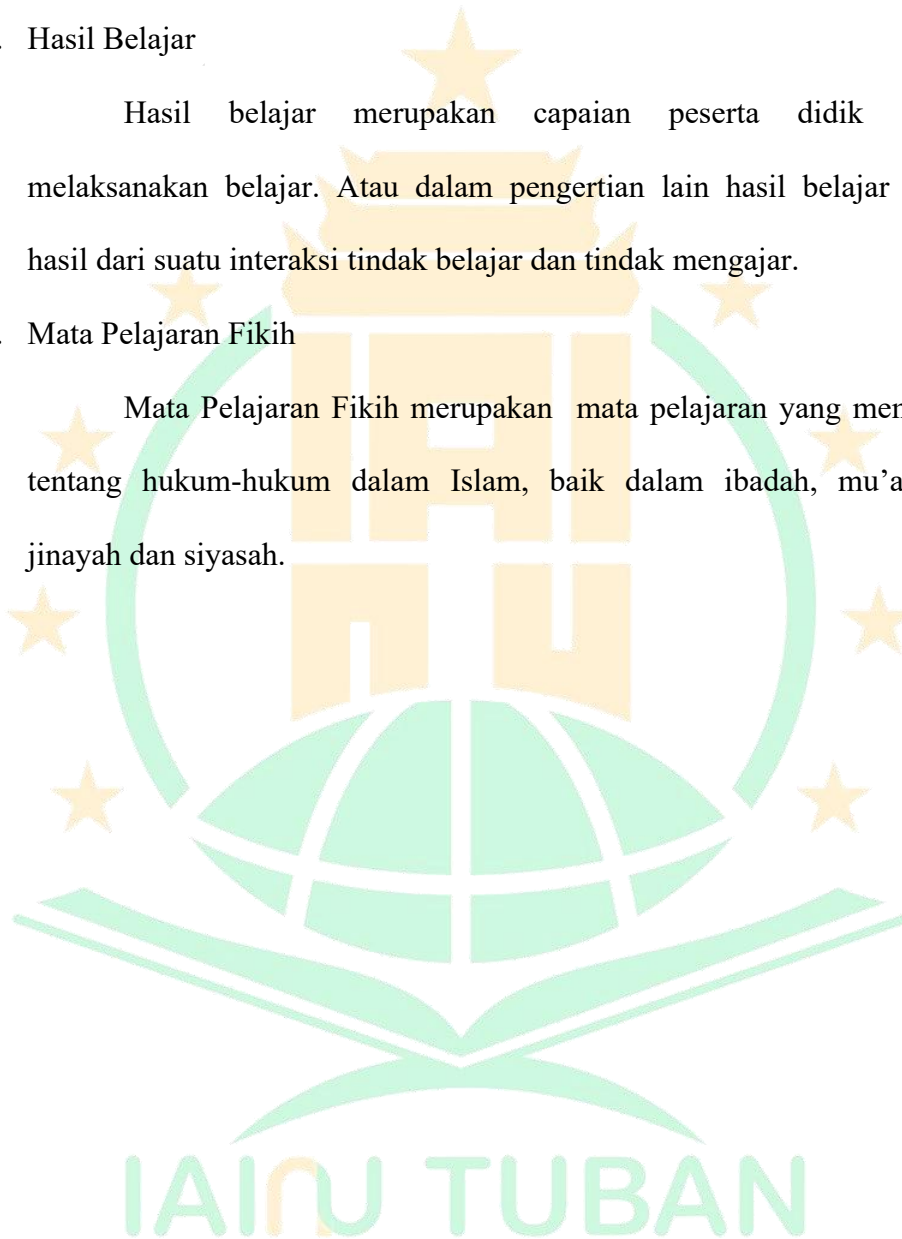 . Hasil Belajar
Hasil belajar merupakan capaian peserta didik
melaksanakan belajar. Atau dalam pengertian lain hasil belajar
hasil dari suatu interaksi tindak belajar dan tindak mengajar.
. Mata Pelajaran Fikih
Mata Pelajaran Fikih merupakan mata pelajaran yang
tentang hukum-hukum dalam Islam, baik dalam ibadah,
jinayah dan siyasah.
IAINU TUBAN